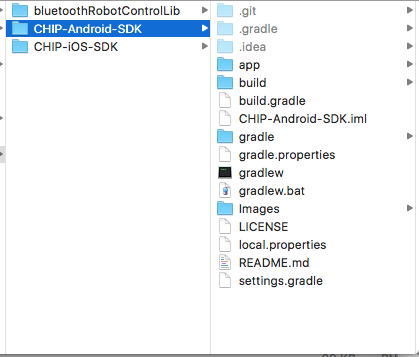 bluetoothRobotControlLib
CHIP-Android-SDK
CHIP-iOS-SDK
.git
.gradle
.idea
app
build
build.gradle
CHIP-Android-SDK.iml
gradle
gradle.properties
gradlew
gradlew.bat
Images
LICENSE
local.properties
README.md
settings.gradle